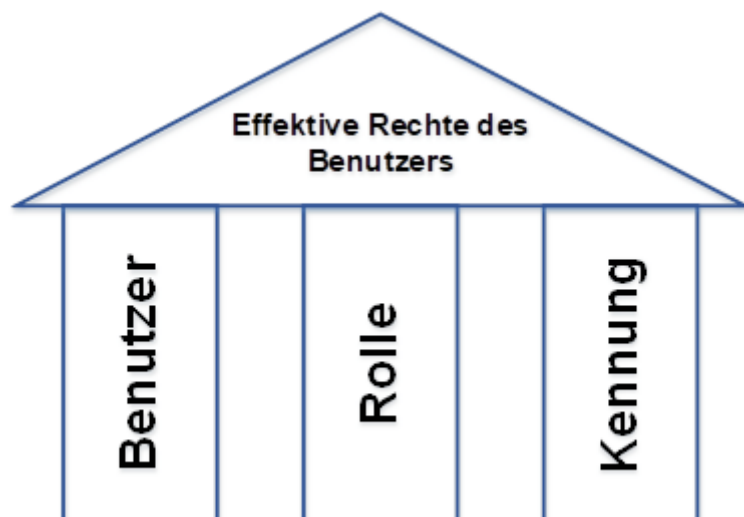 Effektive Rechte des
Benutzers
Benutzer
Rolle
Kennung